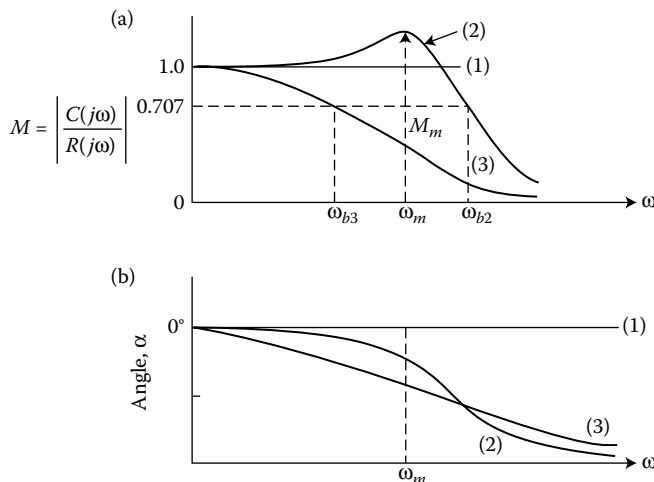 (a)
(2)
(1)
1.0
0.707
M = |C(jω)/R(jω)|
M_m
(3)
0
ω_b3
ω_m
ω_b2
ω
(b)
0°
(1)
Angle, α
(3)
(2)
ω_m
ω